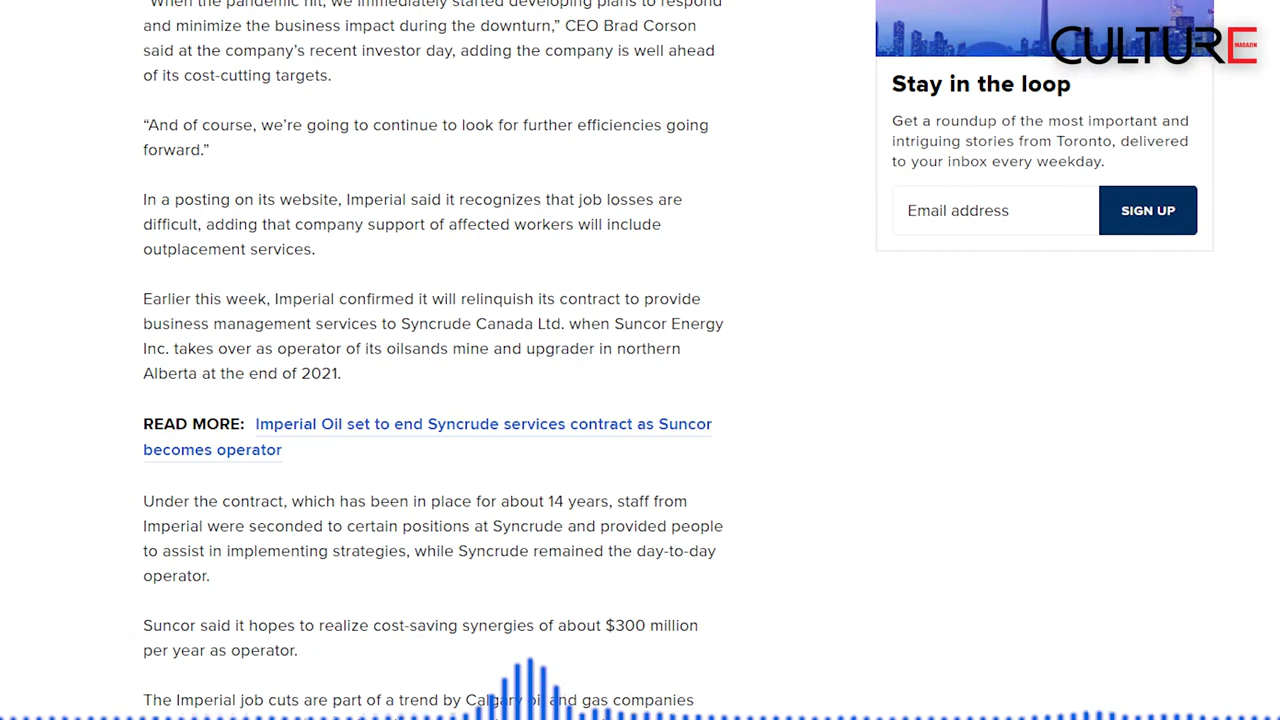 "When the pandemic hit, we immediately started developing plans to respond
and minimize the business impact during the downturn,” CEO Brad Corson
said at the company’s recent investor day, adding the company is well ahead
of its cost-cutting targets.
“And of course, we’re going to continue to look for further efficiencies going
forward.”
In a posting on its website, Imperial said it recognizes that job losses are
difficult, adding that company support of affected workers will include
outplacement services.
Earlier this week, Imperial confirmed it will relinquish its contract to provide
business management services to Syncrude Canada Ltd. when Suncor Energy
Inc. takes over as operator of its oilsands mine and upgrader in northern
Alberta at the end of 2021.
READ MORE: Imperial Oil set to end Syncrude services contract as Suncor
becomes operator
Under the contract, which has been in place for about 14 years, staff from
Imperial were seconded to certain positions at Syncrude and provided people
to assist in implementing strategies, while Syncrude remained the day-to-day
operator.
Suncor said it hopes to realize cost-saving synergies of about $300 million
per year as operator.
The Imperial job cuts are part of a trend by Calgary oil and gas companies
CULTURE
MAGAZIN
Stay in the loop
Get a roundup of the most important and
intriguing stories from Toronto, delivered
to your inbox every weekday.
Email address
SIGN UP